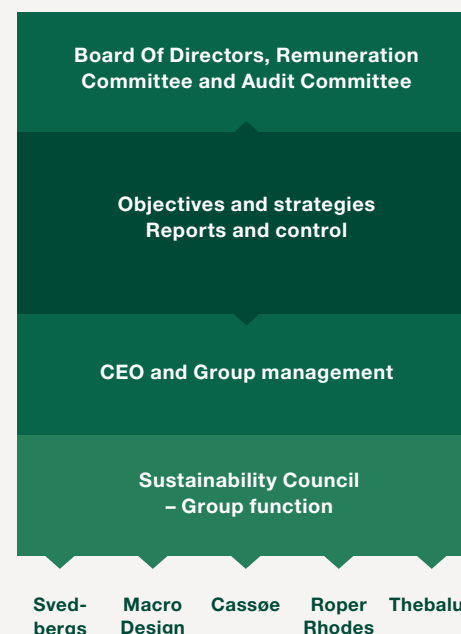 Board Of Directors, Remuneration
Committee and Audit Committee
Objectives and strategies
Reports and control
CEO and Group management
Sustainability Council
– Group function
Sved-
bergs
Macro
Design
Cassøe
Roper
Rhodes
Thebalux